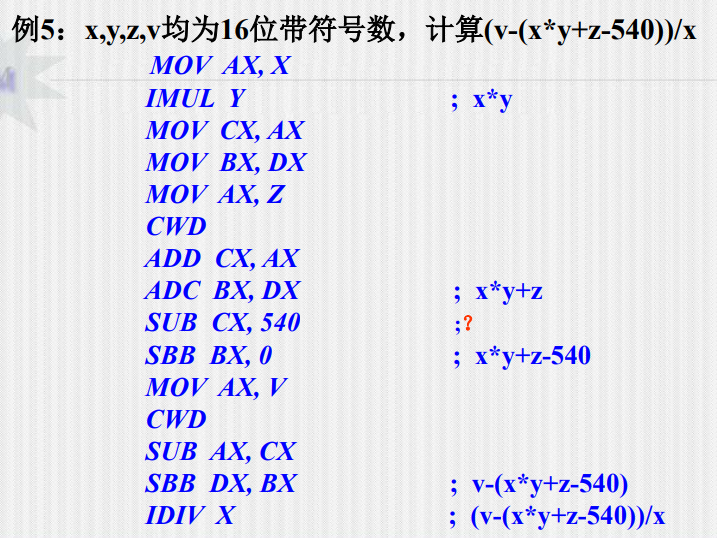 例5：x,y,z,v均为16位带符号数，计算(v-(x*y+z-540))/x
MOV AX, X
IMUL Y ; x*y
MOV CX, AX
MOV BX, DX
MOV AX, Z
CWD
ADD CX, AX
ADC BX, DX ; x*y+z
SUB CX, 540 ;?
SBB BX, 0 ; x*y+z-540
MOV AX, V
CWD
SUB AX, CX
SBB DX, BX ; v-(x*y+z-540)
IDIV X ; (v-(x*y+z-540))/x